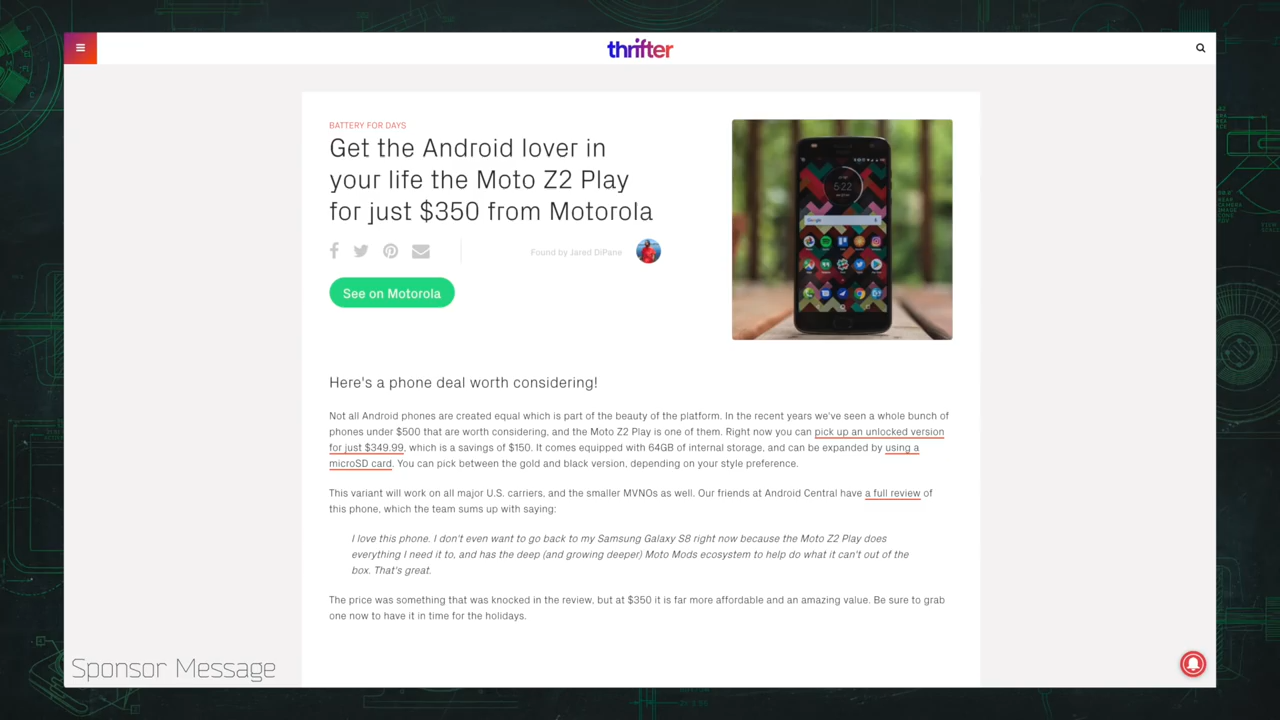 thrifter
BATTERY FOR DAYS
Get the Android lover in
your life the Moto Z2 Play
for just $350 from Motorola
Found by Jared DiPane
See on Motorola
5:22
Google
Here's a phone deal worth considering!
Not all Android phones are created equal which is part of the beauty of the platform. In the recent years we've seen a whole bunch of
phones under $500 that are worth considering, and the Moto Z2 Play is one of them. Right now you can pick up an unlocked version
for just $349.99, which is a savings of $150. It comes equipped with 64GB of internal storage, and can be expanded by using a
microSD card. You can pick between the gold and black version, depending on your style preference.
This variant will work on all major U.S. carriers, and the smaller MVNOs as well. Our friends at Android Central have a full review of
this phone, which the team sums up with saying:
I love this phone. I don't even want to go back to my Samsung Galaxy S8 right now because the Moto Z2 Play does
everything I need it to, and has the deep (and growing deeper) Moto Mods ecosystem to help do what it can't out of the
box. That's great.
The price was something that was knocked in the review, but at $350 it is far more affordable and an amazing value. Be sure to grab
one now to have it in time for the holidays.
Sponsor Message